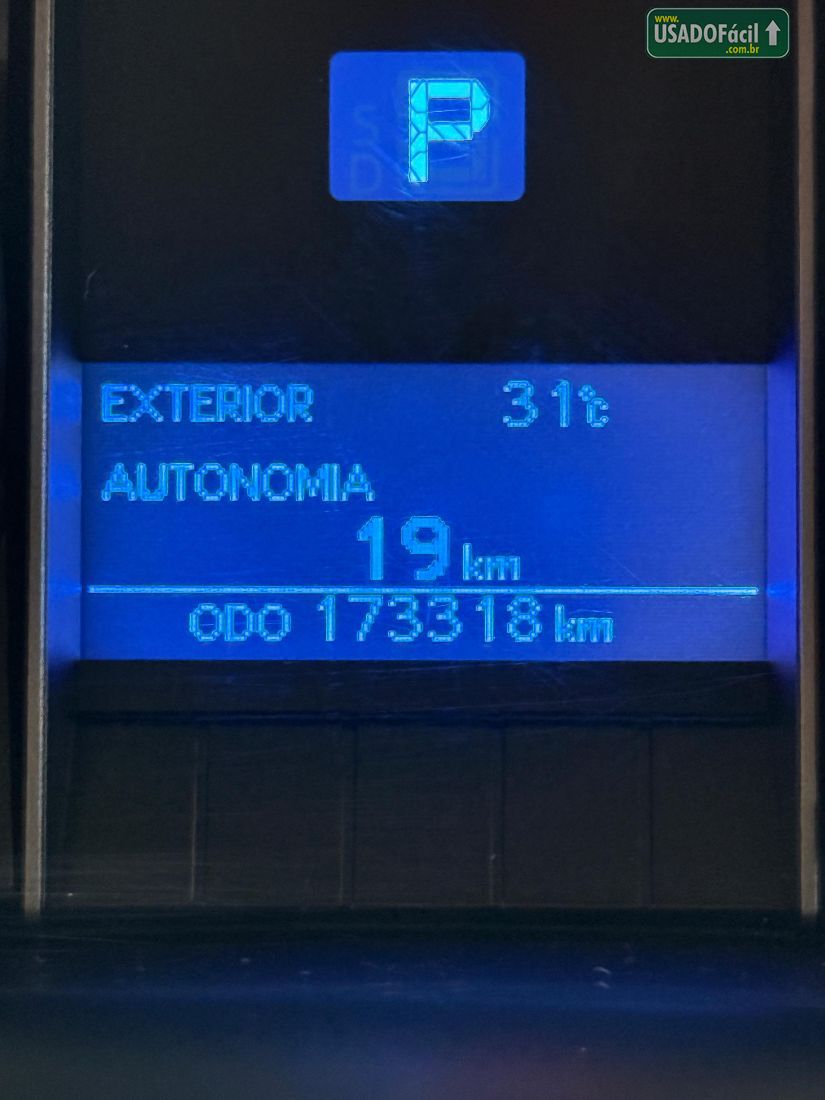 www.
USADOFácil
.com.br
P
S
D
EXTERIOR 31°C
AUTONOMIA
19 km
ODO 173318 km